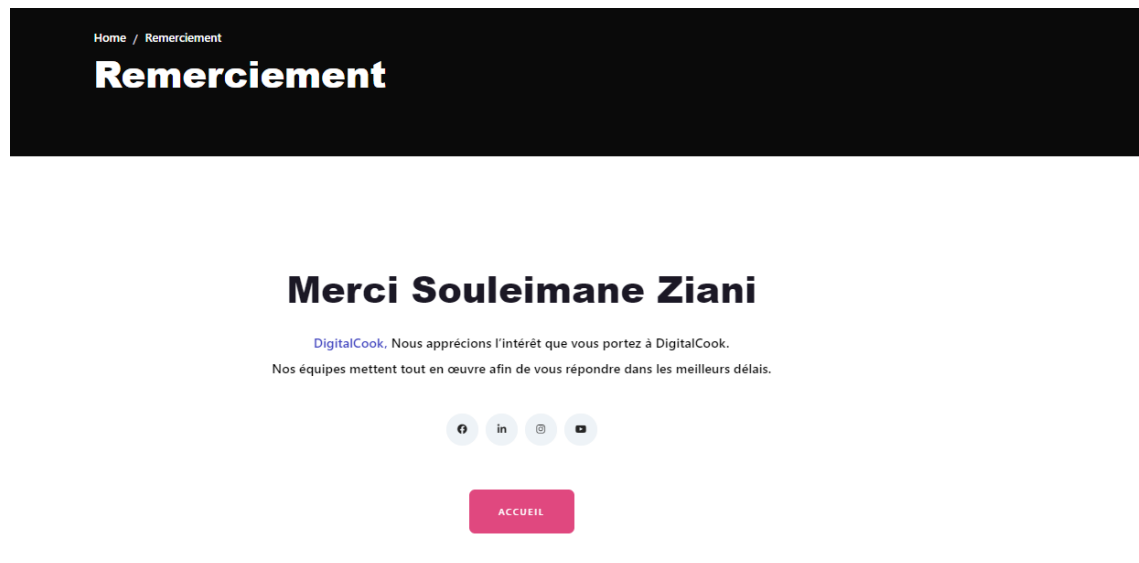 Home / Remerciement
Remerciement
Merci Souleimane Ziani
DigitalCook, Nous apprécions l'intérêt que vous portez à DigitalCook.
Nos équipes mettent tout en œuvre afin de vous répondre dans les meilleurs délais.
in
ACCUEIL